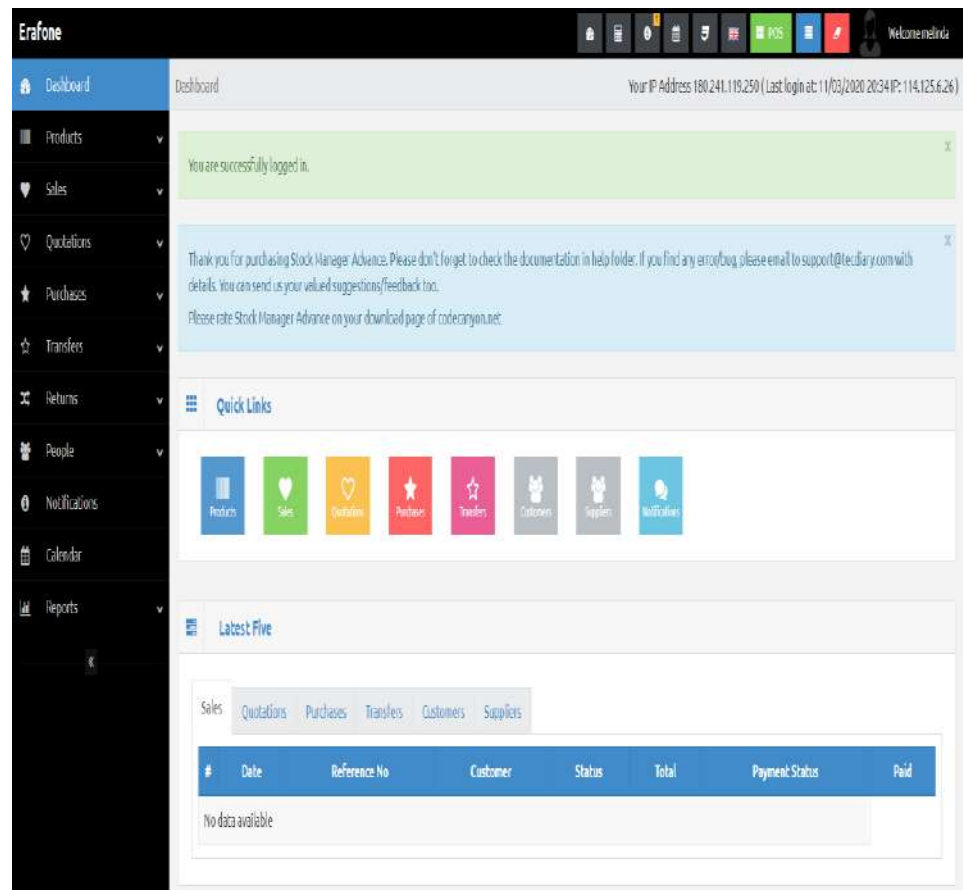 Erafone
POS
Welcome melinda
Dashboard
Products
Sales
Quotations
Purchases
Transfers
Returns
People
Notifications
Calendar
Reports
Dashboard
Your IP Address 180.241.119.250 ( Last login at: 11/03/2020 20:34 IP: 114.125.6.26 )
You are successfully logged in.
x
Thank you for purchasing Stock Manager Advance. Please don't forget to check the documentation in help folder. If you find any error/bug, please email to support@tecdiary.com with
details. You can send us your valued suggestions/feedback too.
Please rate Stock Manager Advance on your download page of codecanyon.net
x
Quick Links
Products
Sales
Quotations
Purchases
Transfers
Customers
Suppliers
Notifications
Latest Five
Sales Quotations Purchases Transfers Customers Suppliers
# Date Reference No Customer Status Total Payment Status Paid
No data available